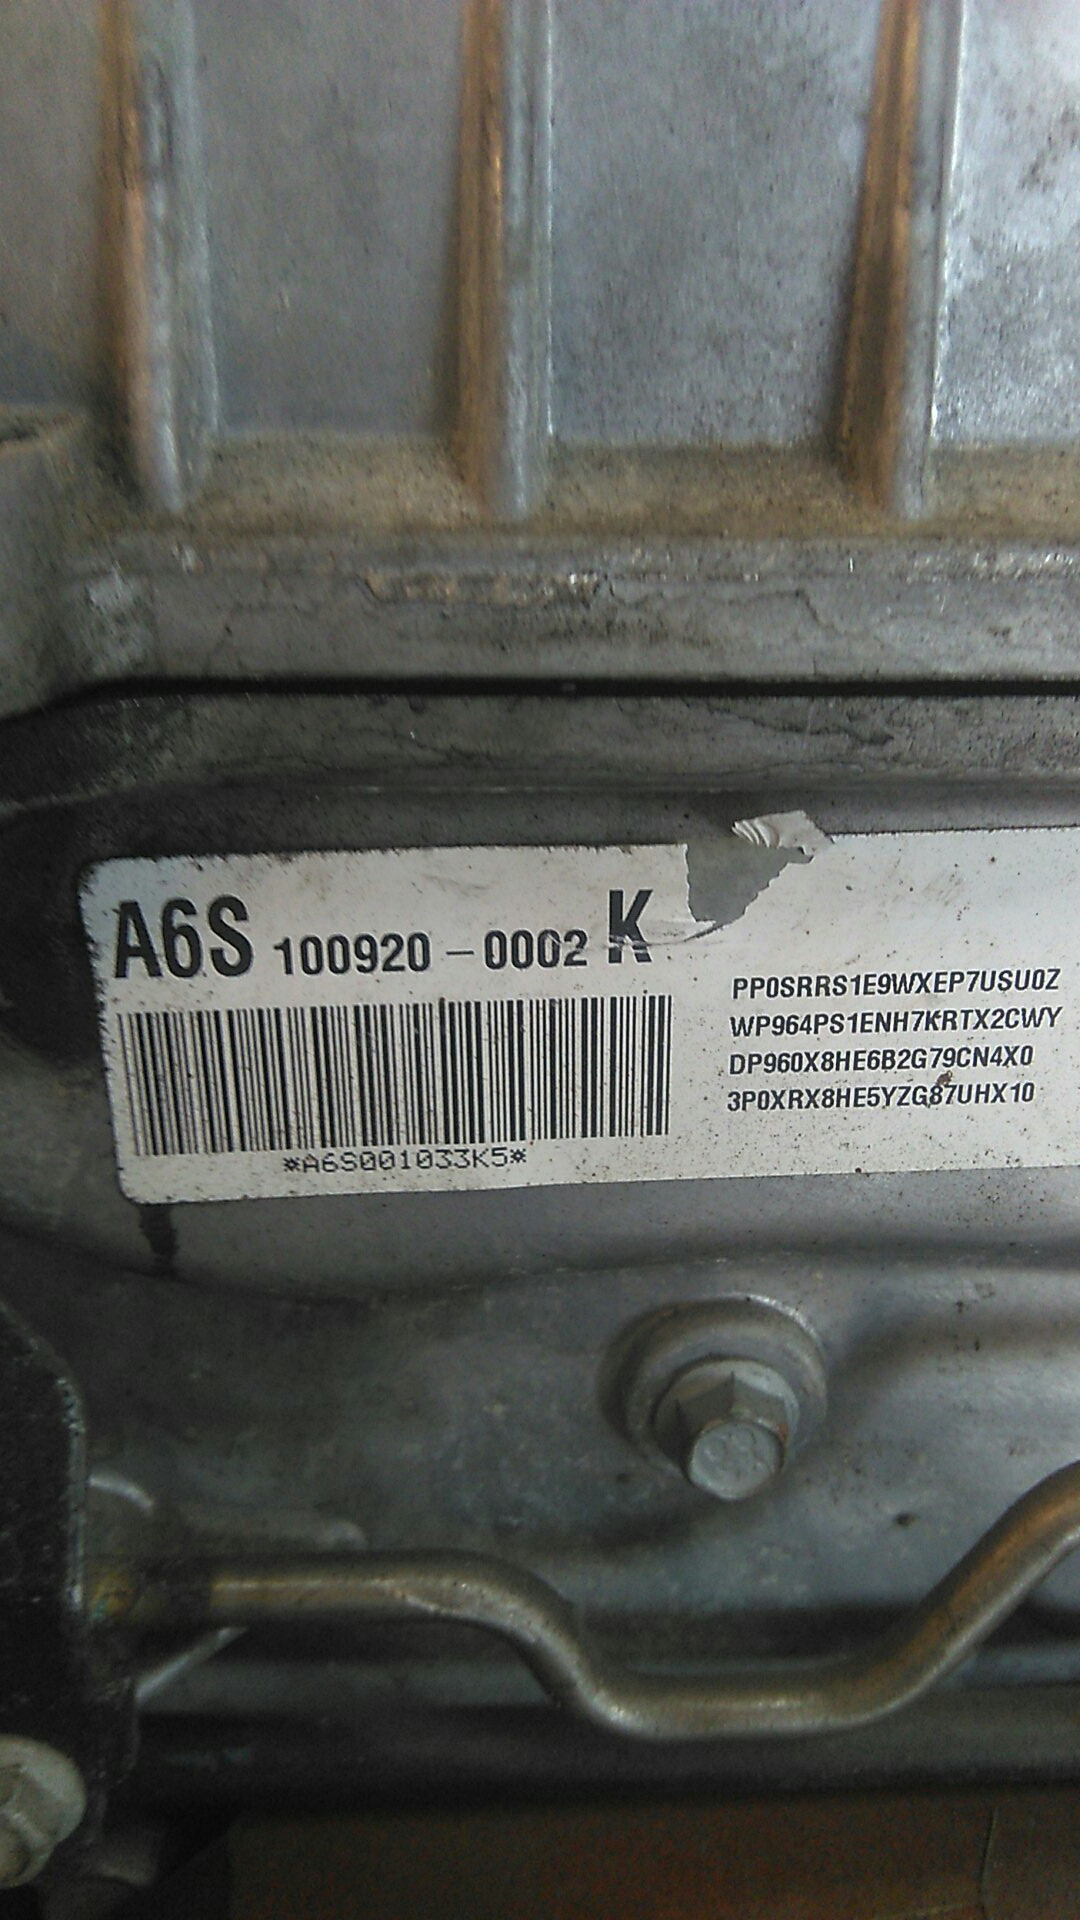 A6S 100920 – 0002 K
PP0SRRS1E9WXEP7USU0Z
WP964PS1ENH7KRTX2CWY
DP960X8HE6B2G79CN4X0
3P0XRX8HE5YZG87UHX10
*A6S001033K5*